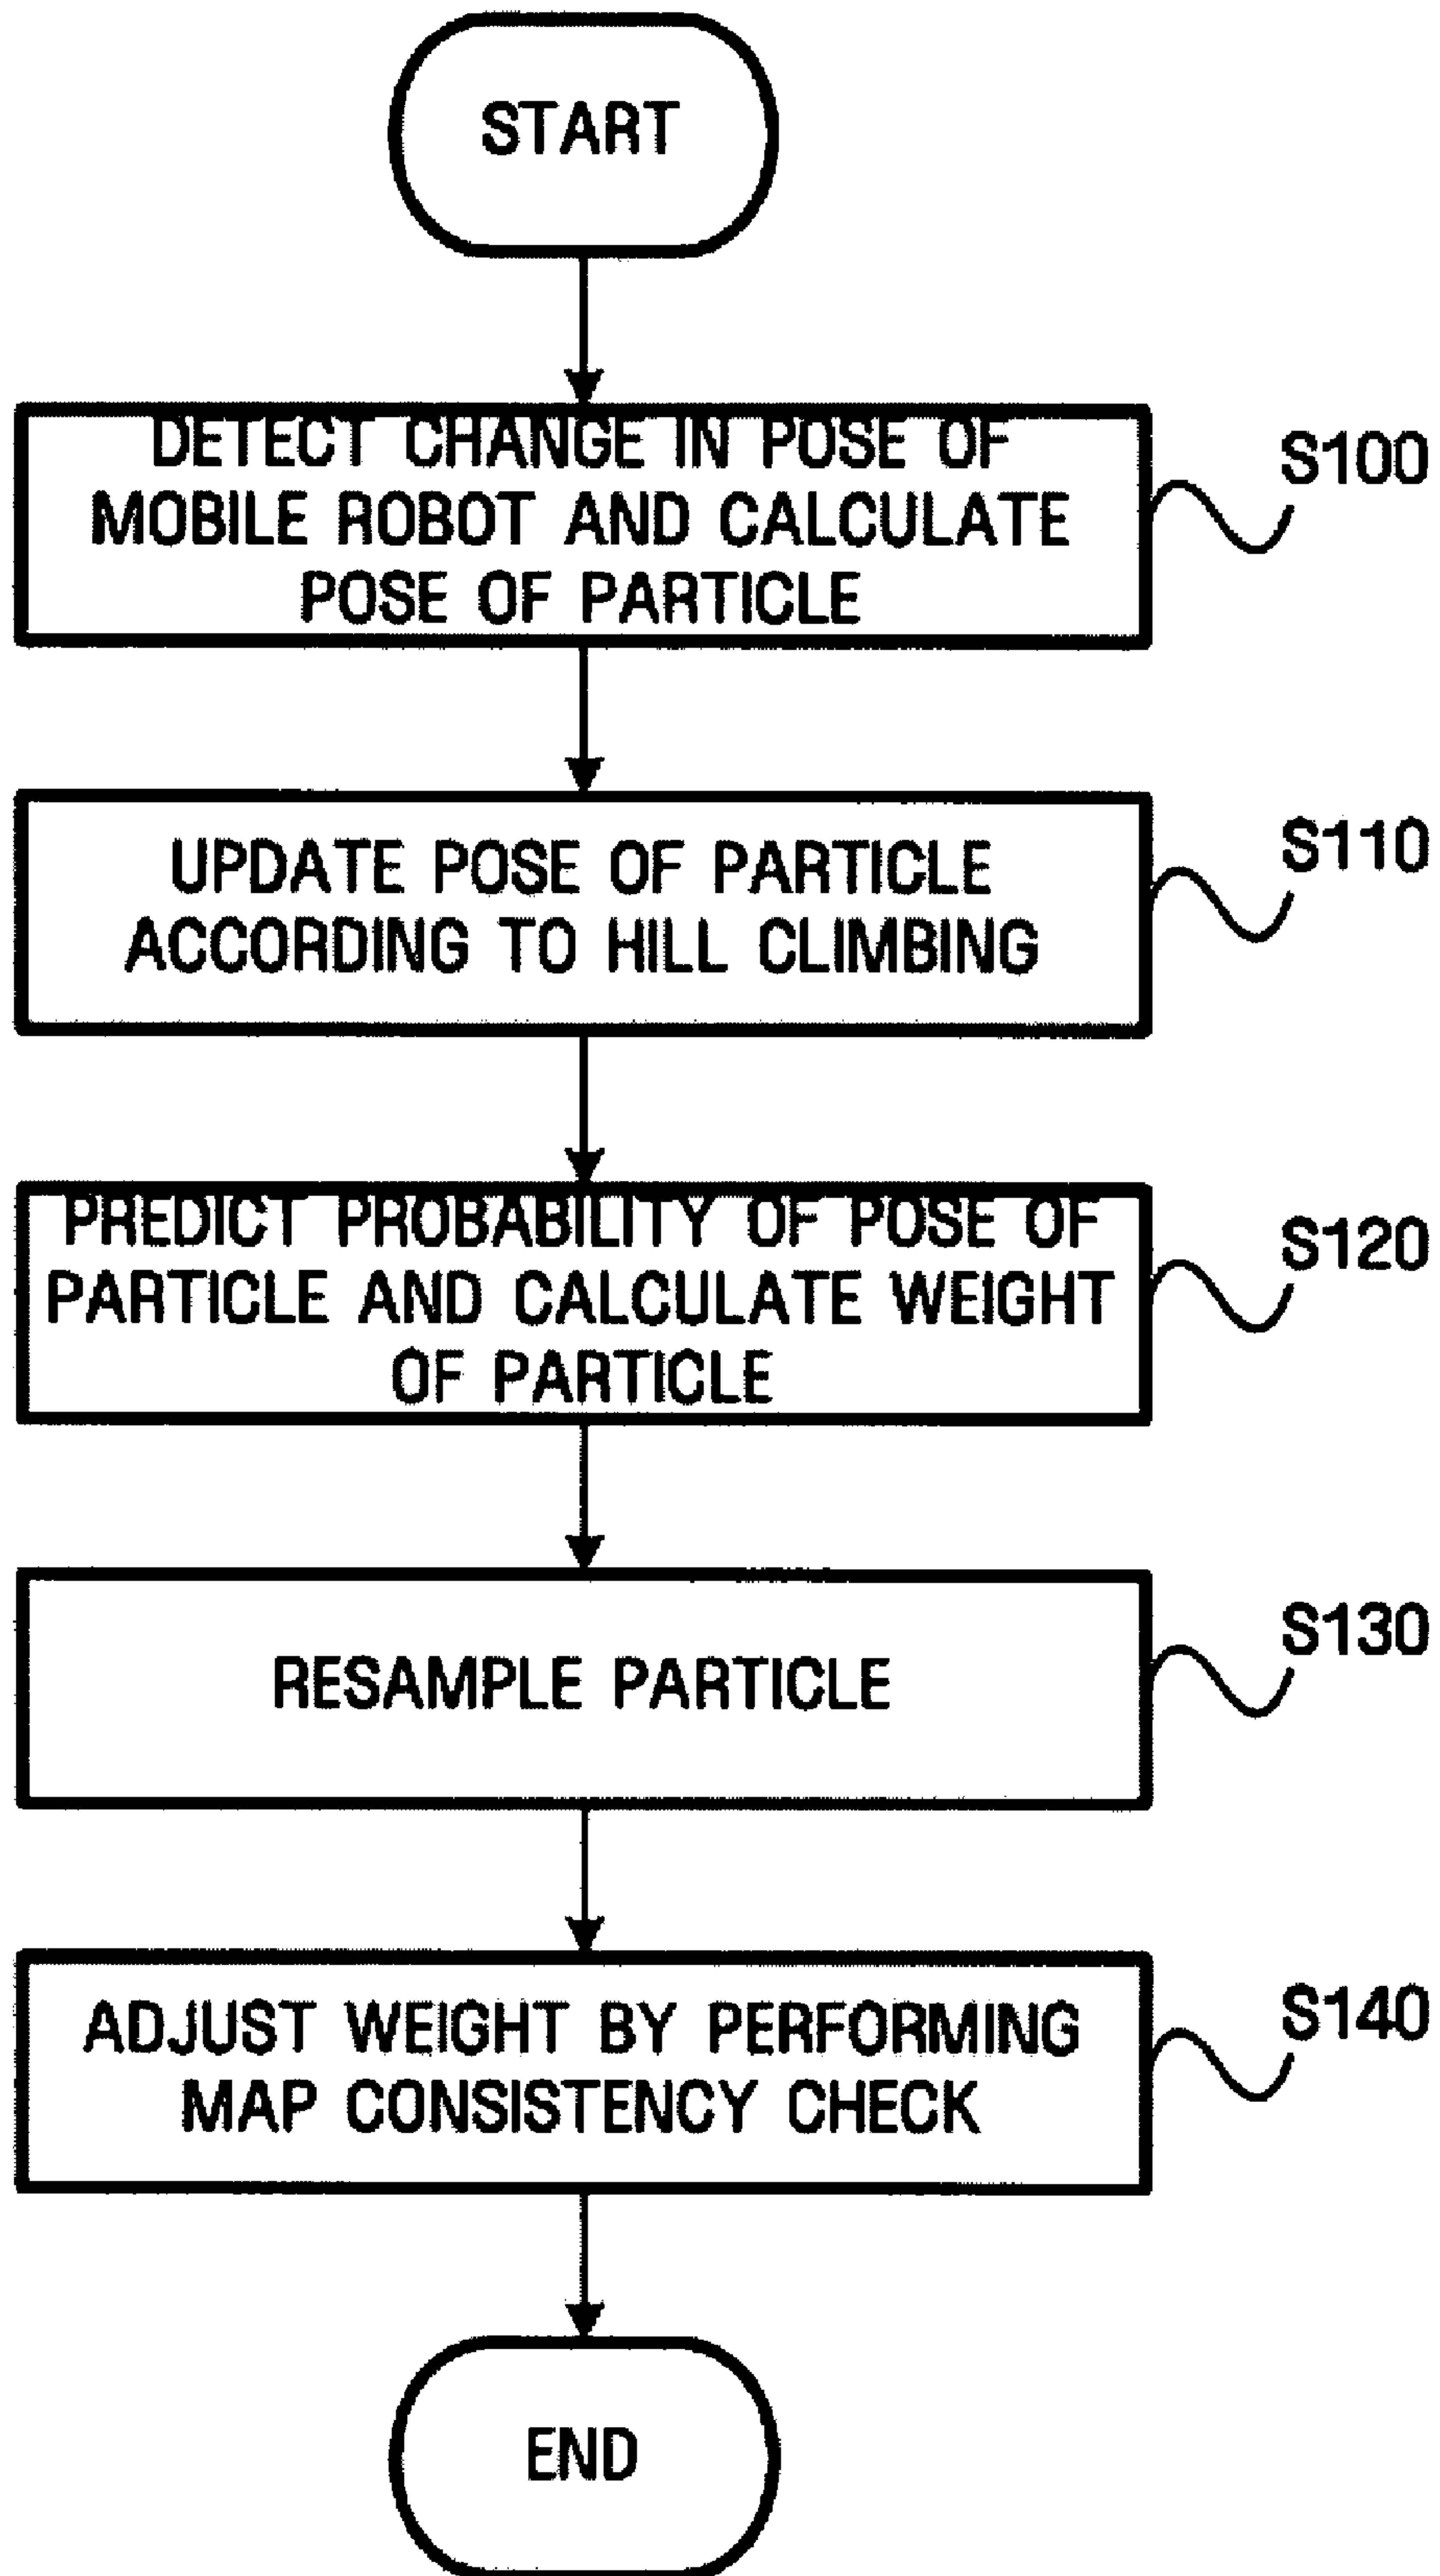 START
DETECT CHANGE IN POSE OF
MOBILE ROBOT AND CALCULATE
POSE OF PARTICLE
S100
UPDATE POSE OF PARTICLE
ACCORDING TO HILL CLIMBING
S110
PREDICT PROBABILITY OF POSE OF
PARTICLE AND CALCULATE WEIGHT
OF PARTICLE
S120
RESAMPLE PARTICLE
S130
ADJUST WEIGHT BY PERFORMING
MAP CONSISTENCY CHECK
S140
END